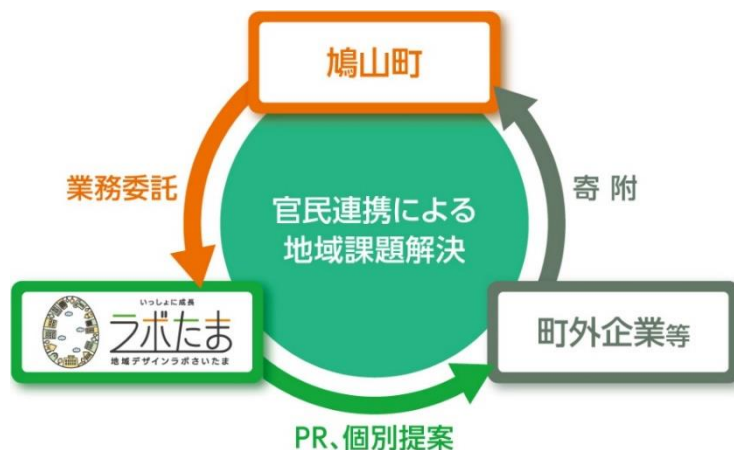 鳩山町
業務委託
寄附
官民連携による
地域課題解決
いっしょに成長
ラボたま
地域デザインラボさいたま
町外企業等
PR、個別提案